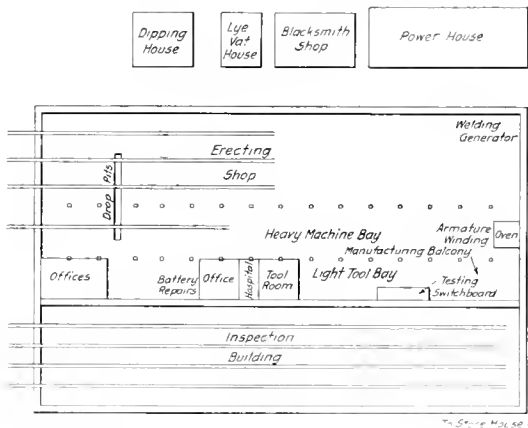 Dipping
House
Lye
Vat
House
Blacksmith
Shop
Power House
Welding
Generator
Erecting
Shop
Drop Pits
Heavy Machine Bay
Armature
Winding
Oven
Manufacturing Balcony
Offices
Battery
Repairs
Office
Hospital
Tool
Room
Light Tool Bay
Testing
Switchboard
Inspection
Building
To Store House